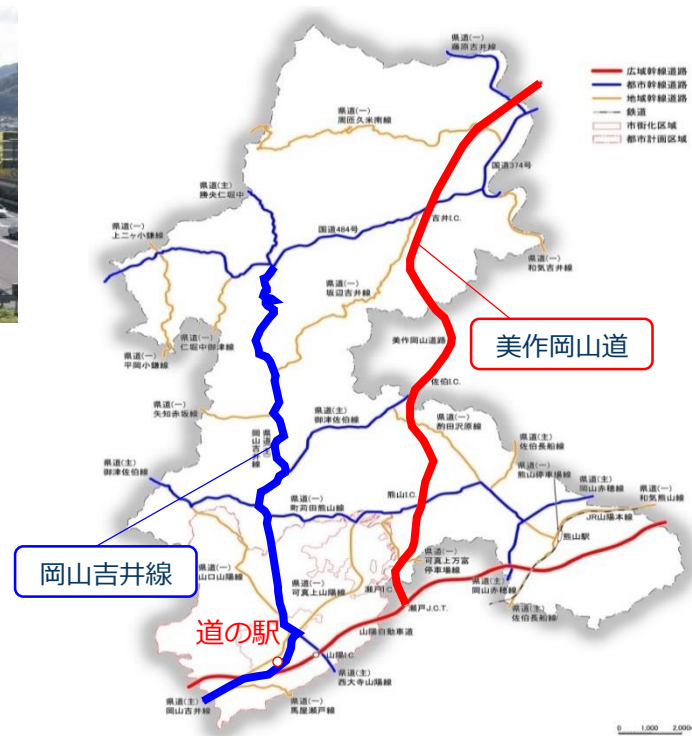 県道(一)
藤原吉井線
広域幹線道路
都市幹線道路
地域幹線道路
鉄道
市街化区域
都市計画区域
県道(一)
周匝久米南線
国道374号
県道(主)
勝央仁堀中
県道(一)
上二ヶ小鎌線
国道484号
吉井I.C.
県道(一)
和気吉井線
県道(一)
坂辺吉井線
美作岡山道路
美作岡山道
県道(一)
仁堀中御津線
県道(一)
平岡小鎌線
佐伯I.C.
県道(一)
矢知赤坂線
県道(主)
御津佐伯線
県道(一)
酌田沢原線
県道(主)
岡山吉井線
県道(主)
佐伯長船線
県道(一)
熊山停車場線
県道(主)
御津佐伯線
県道(主)
岡山赤穂線
県道(一)
和気熊山線
熊山I.C.
県道(一)
町苅田熊山線
JR山陽本線
熊山駅
岡山吉井線
県道(一)
山口山陽線
県道(一)
可真上山陽線
瀬戸I.C.
県道(一)
可真上万富
停車場線
県道(主)
岡山赤穂線
県道(主)
佐伯長船線
瀬戸J.C.T.
道の駅
山陽自動車道
山陽I.C.
県道(主)
西大寺山陽線
県道(主)
岡山吉井線
県道(一)
馬屋瀬戸線
0 1,000 2,000